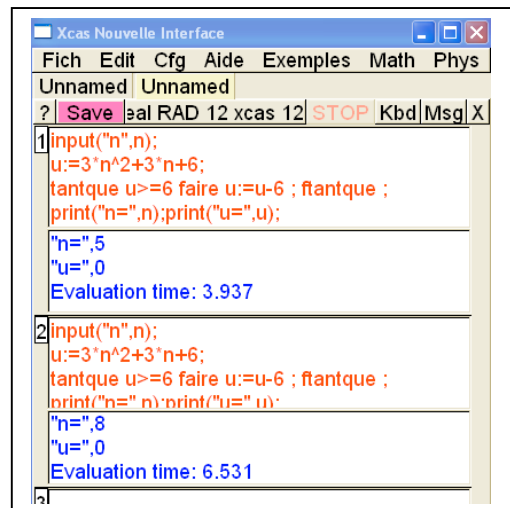 Xcas Nouvelle Interface
Fich Edit Cfg Aide Exemples Math Phys
Unnamed Unnamed
? Save eal RAD 12 xcas 12 STOP Kbd Msg X
1 input("n",n);
u:=3*n^2+3*n+6;
tantque u>=6 faire u:=u-6 ; ftantque ;
print("n=",n);print("u=",u);
"n=",5
"u=",0
Evaluation time: 3.937
2 input("n",n);
u:=3*n^2+3*n+6;
tantque u>=6 faire u:=u-6 ; ftantque ;
print("n=",n);print("u=",u);
"n=",8
"u=",0
Evaluation time: 6.531
3